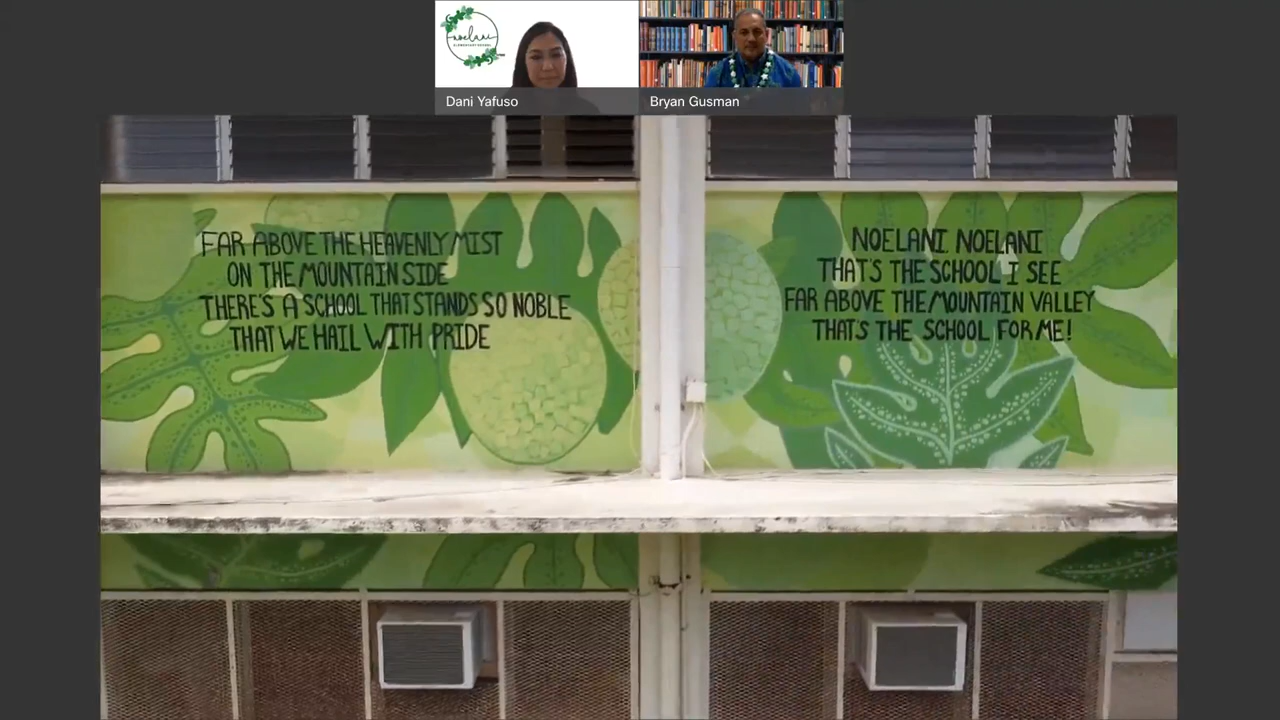 noelani
ELEMENTARY SCHOOL
Dani Yafuso
Bryan Gusman
FAR ABOVE THE HEAVENLY MIST
ON THE MOUNTAIN SIDE
THERE'S A SCHOOL THAT STANDS SO NOBLE
THAT WE HAIL WITH PRIDE
NOELANI NOELANI
THAT'S THE SCHOOL I SEE
FAR ABOVE THE MOUNTAIN VALLEY
THAT'S THE SCHOOL FOR ME!